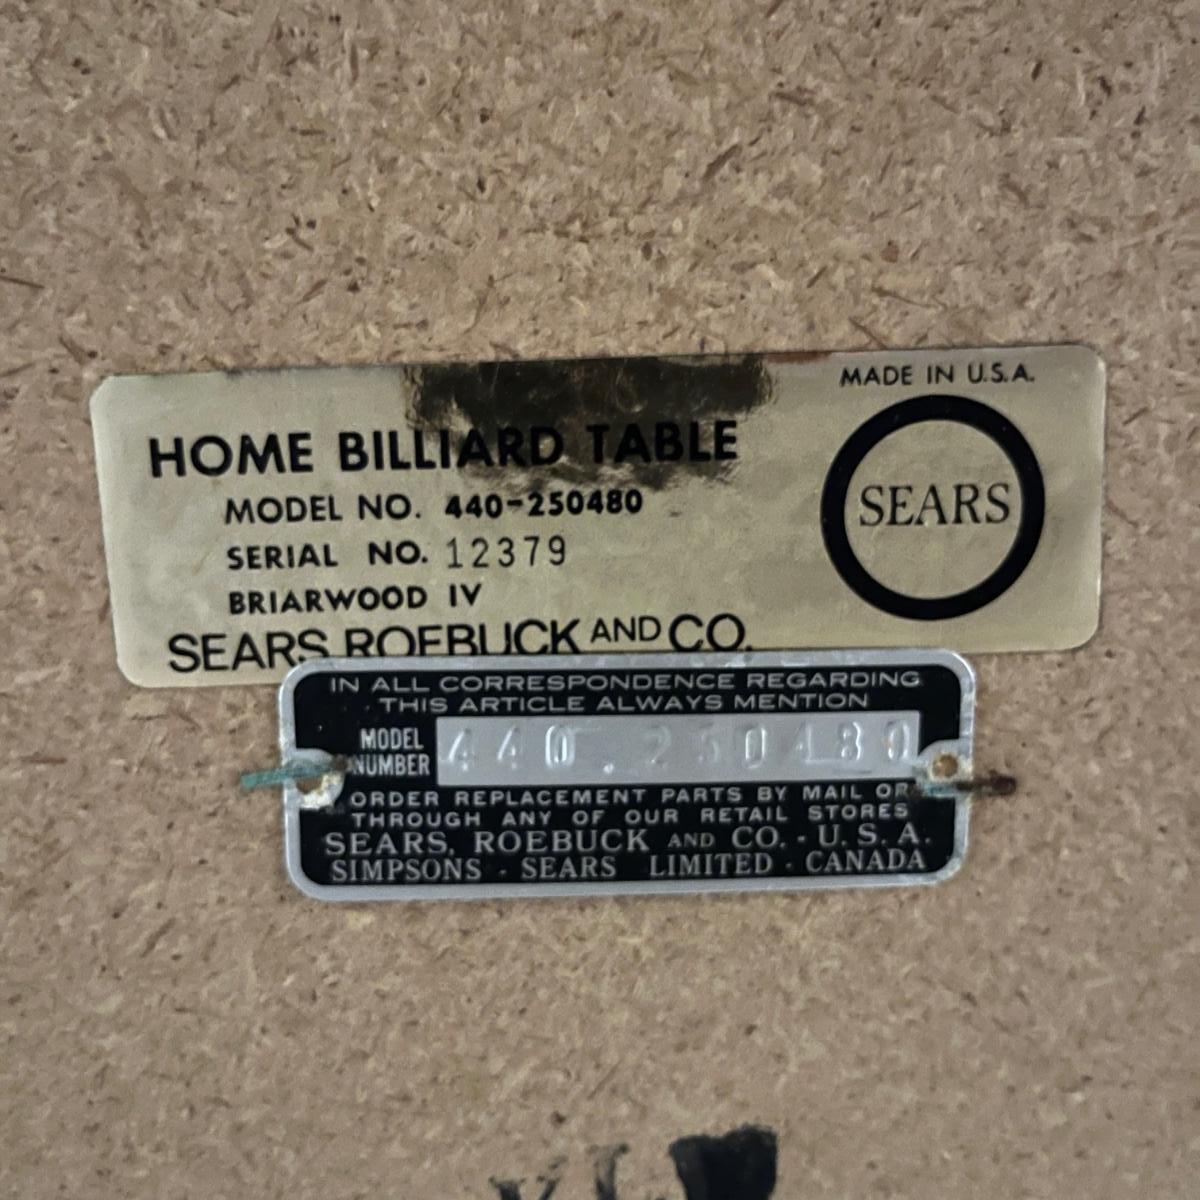 MADE IN U.S.A.
HOME BILLIARD TABLE
MODEL NO. 440-250480
SERIAL NO. 12379
BRIARWOOD IV
SEARS ROEBUCK AND CO.
SEARS
IN ALL CORRESPONDENCE REGARDING
THIS ARTICLE ALWAYS MENTION
MODEL NUMBER 440.250480
ORDER REPLACEMENT PARTS BY MAIL OR
THROUGH ANY OF OUR RETAIL STORES
SEARS, ROEBUCK AND CO. - U.S.A.
SIMPSONS - SEARS LIMITED - CANADA